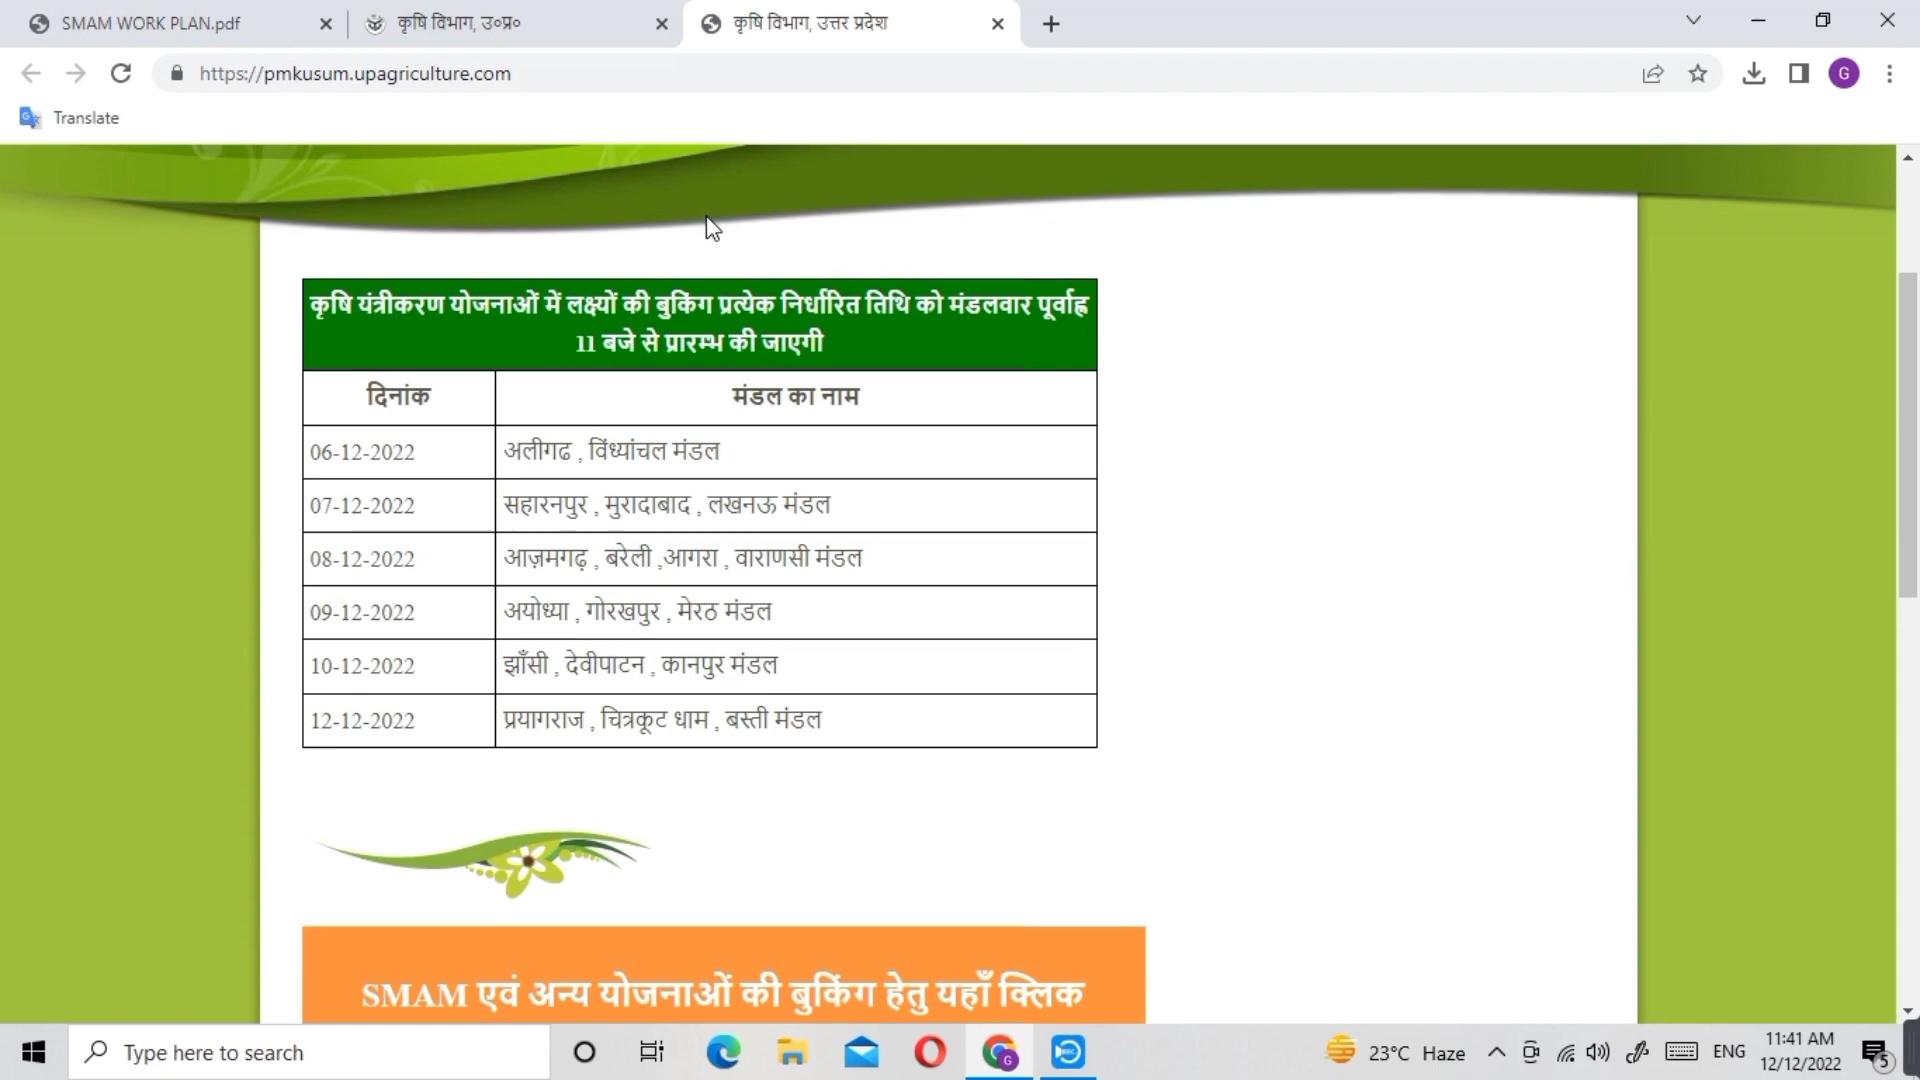 SMAM WORK PLAN.pdf
कृषि विभाग, उ०प्र०
कृषि विभाग, उत्तर प्रदेश
https://pmkusum.upagriculture.com
G
Translate
कृषि यंत्रीकरण योजनाओं में लक्ष्यों की बुकिंग प्रत्येक निर्धारित तिथि को मंडलवार पूर्वाह्न
11 बजे से प्रारम्भ की जाएगी
दिनांक मंडल का नाम
06-12-2022 अलीगढ , विंध्यांचल मंडल
07-12-2022 सहारनपुर , मुरादाबाद , लखनऊ मंडल
08-12-2022 आज़मगढ़ , बरेली ,आगरा , वाराणसी मंडल
09-12-2022 अयोध्या , गोरखपुर , मेरठ मंडल
10-12-2022 झाँसी , देवीपाटन , कानपुर मंडल
12-12-2022 प्रयागराज , चित्रकूट धाम , बस्ती मंडल
SMAM एवं अन्य योजनाओं की बुकिंग हेतु यहाँ क्लिक
Type here to search
G
REC
23°C Haze
ENG
11:41 AM
12/12/2022
5